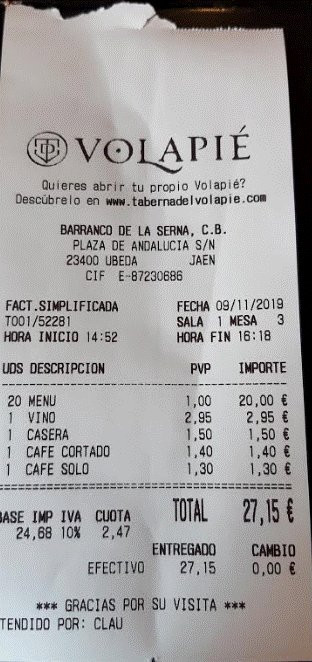 VOLAPIÉ
Quieres abrir tu propio Volapié?
Descúbrelo en www.tabernadelvolapie.com
BARRANCO DE LA SERNA, C.B.
PLAZA DE ANDALUCIA S/N
23400 UBEDA JAEN
CIF E-87230686
FACT.SIMPLIFICADA FECHA 09/11/2019
T001/52281 SALA 1 MESA 3
HORA INICIO 14:52 HORA FIN 16:18
UDS DESCRIPCION PVP IMPORTE
20 MENU 1,00 20,00 €
1 VINO 2,95 2,95 €
1 CASERA 1,50 1,50 €
1 CAFE CORTADO 1,40 1,40 €
1 CAFE SOLO 1,30 1,30 €
BASE IMP IVA CUOTA TOTAL 27,15 €
24,68 10% 2,47
ENTREGADO CAMBIO
EFECTIVO 27,15 0,00 €
*** GRACIAS POR SU VISITA ***
TENDIDO POR: CLAU